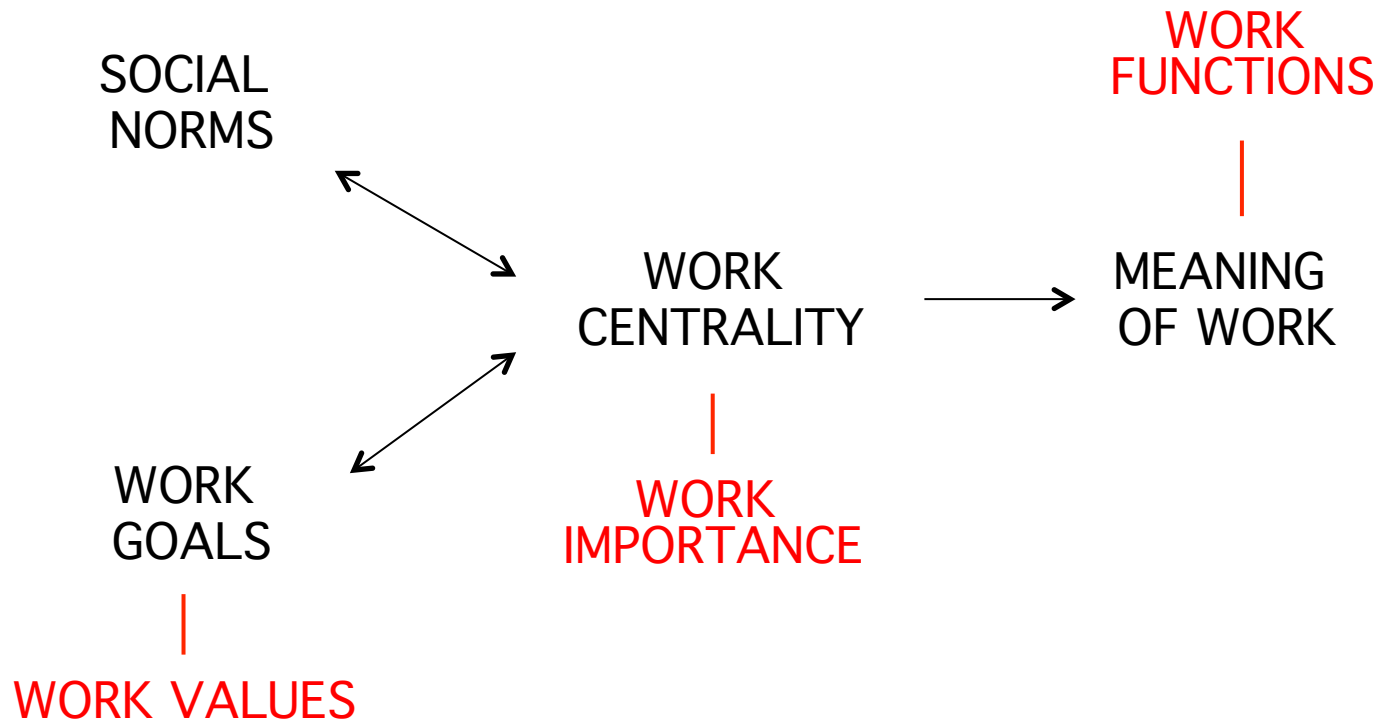 SOCIAL
NORMS
WORK
FUNCTIONS
WORK
CENTRALITY
MEANING
OF WORK
WORK
GOALS
WORK
IMPORTANCE
WORK VALUES